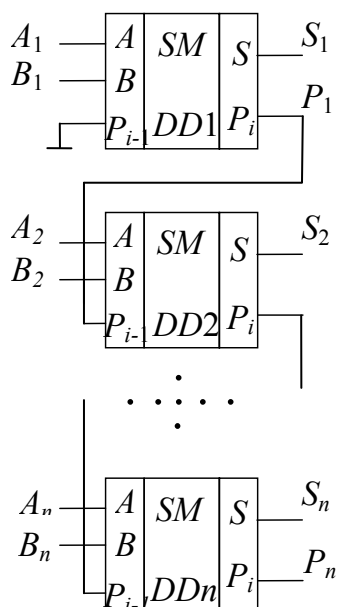 A₁ A SM S S₁
B₁ B P₁
Pᵢ₋₁ DD1 Pᵢ
A₂ A SM S S₂
B₂ B
Pᵢ₋₁ DD2 Pᵢ
Aₙ A SM S Sₙ
Bₙ B Pₙ
Pᵢ₋₁ DDn Pᵢ